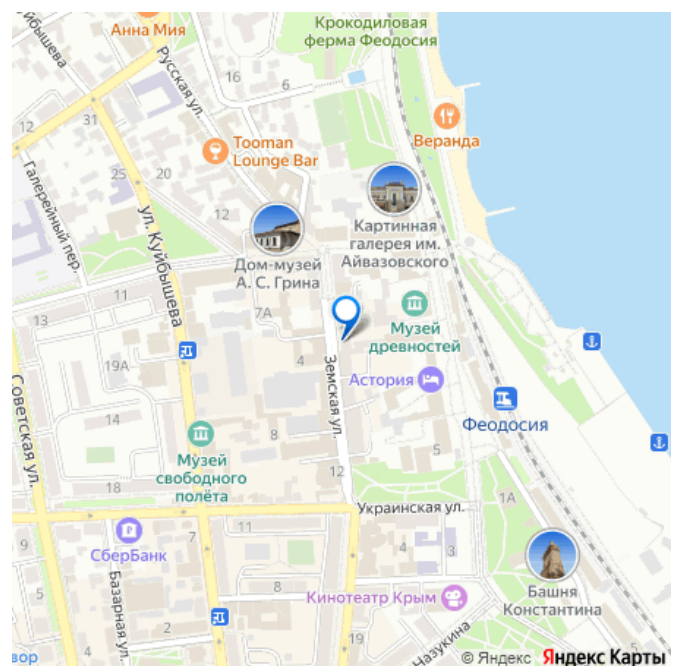 Крокодиловая
ферма Феодосия
Анна Мия
Куйбышева
Русская ул.
16
6
12
31
Tooman
Lounge Bar
Веранда
Галерейный пер.
25
20
12
ул. Куйбышева
Картинная
галерея им.
Айвазовского
Дом-музей
А. С. Грина
13
11
7А
Музей
древностей
19А
4
Земская ул.
Астория
Советская ул.
14
8
Феодосия
Музей
свободного
полёта
12
5
18
1А
Украинская ул.
9
СберБанк
7
11
4
3
Базарная ул.
8
Кинотеатр Крым
Башня
Константина
5
6
2
Назукина
вор
© Яндекс Яндекс Карты